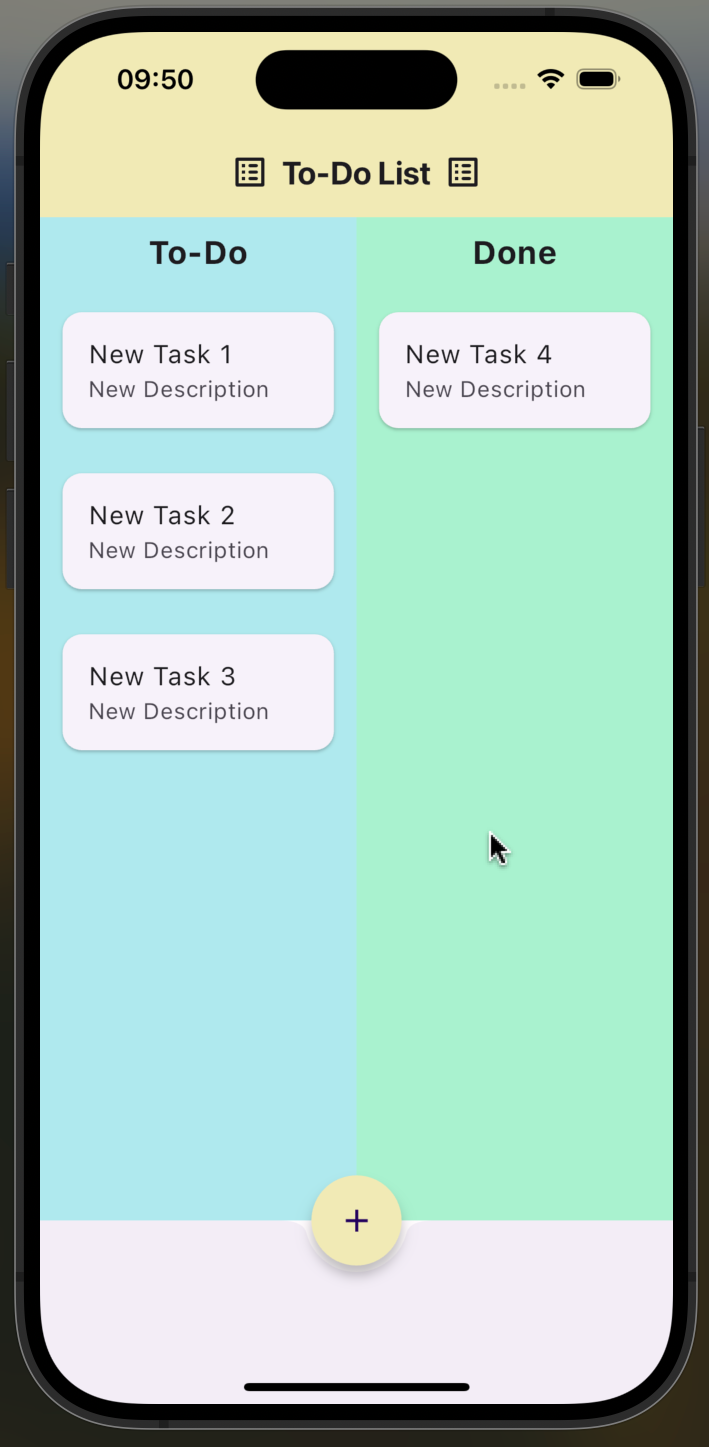 09:50
To-Do List
To-Do
Done
New Task 1
New Description
New Task 4
New Description
New Task 2
New Description
New Task 3
New Description
+